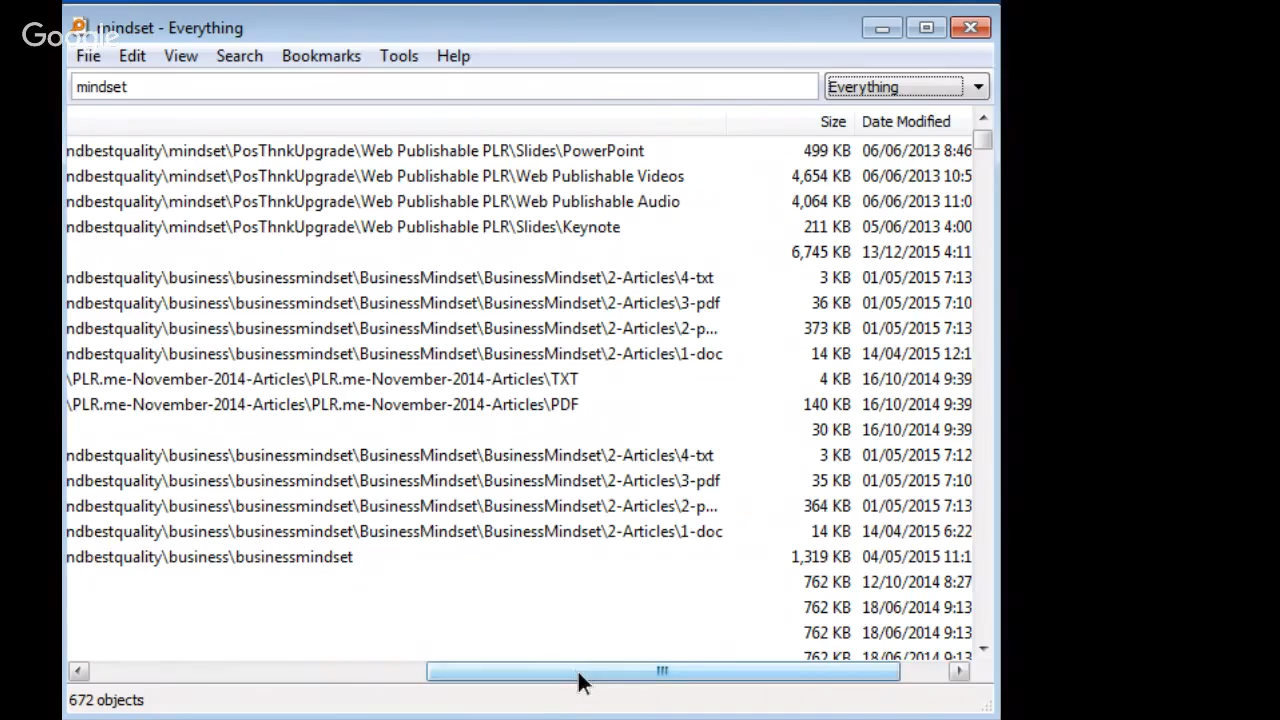 mindset - Everything
Google
File Edit View Search Bookmarks Tools Help
mindset Everything
Size Date Modified
ndbestquality\mindset\PosThnkUpgrade\Web Publishable PLR\Slides\PowerPoint 499 KB 06/06/2013 8:46
ndbestquality\mindset\PosThnkUpgrade\Web Publishable PLR\Web Publishable Videos 4,654 KB 06/06/2013 10:5
ndbestquality\mindset\PosThnkUpgrade\Web Publishable PLR\Web Publishable Audio 4,064 KB 06/06/2013 11:0
ndbestquality\mindset\PosThnkUpgrade\Web Publishable PLR\Slides\Keynote 211 KB 05/06/2013 4:00
6,745 KB 13/12/2015 4:11
ndbestquality\business\businessmindset\BusinessMindset\BusinessMindset\2-Articles\4-txt 3 KB 01/05/2015 7:13
ndbestquality\business\businessmindset\BusinessMindset\BusinessMindset\2-Articles\3-pdf 36 KB 01/05/2015 7:10
ndbestquality\business\businessmindset\BusinessMindset\BusinessMindset\2-Articles\2-p... 373 KB 01/05/2015 7:13
ndbestquality\business\businessmindset\BusinessMindset\BusinessMindset\2-Articles\1-doc 14 KB 14/04/2015 12:1
\PLR.me-November-2014-Articles\PLR.me-November-2014-Articles\TXT 4 KB 16/10/2014 9:39
\PLR.me-November-2014-Articles\PLR.me-November-2014-Articles\PDF 140 KB 16/10/2014 9:39
30 KB 16/10/2014 9:39
ndbestquality\business\businessmindset\BusinessMindset\BusinessMindset\2-Articles\4-txt 3 KB 01/05/2015 7:12
ndbestquality\business\businessmindset\BusinessMindset\BusinessMindset\2-Articles\3-pdf 35 KB 01/05/2015 7:10
ndbestquality\business\businessmindset\BusinessMindset\BusinessMindset\2-Articles\2-p... 364 KB 01/05/2015 7:13
ndbestquality\business\businessmindset\BusinessMindset\BusinessMindset\2-Articles\1-doc 14 KB 14/04/2015 6:22
ndbestquality\business\businessmindset 1,319 KB 04/05/2015 11:1
762 KB 12/10/2014 8:27
762 KB 18/06/2014 9:13
762 KB 18/06/2014 9:13
762 KB 18/06/2014 9:13
672 objects